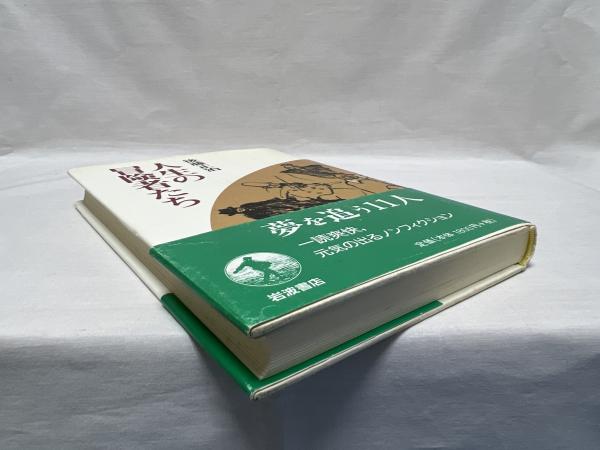 人生の
冒険者たち
夢を追う11人
一読爽快、
元気の出るノンフィクション
岩波書店